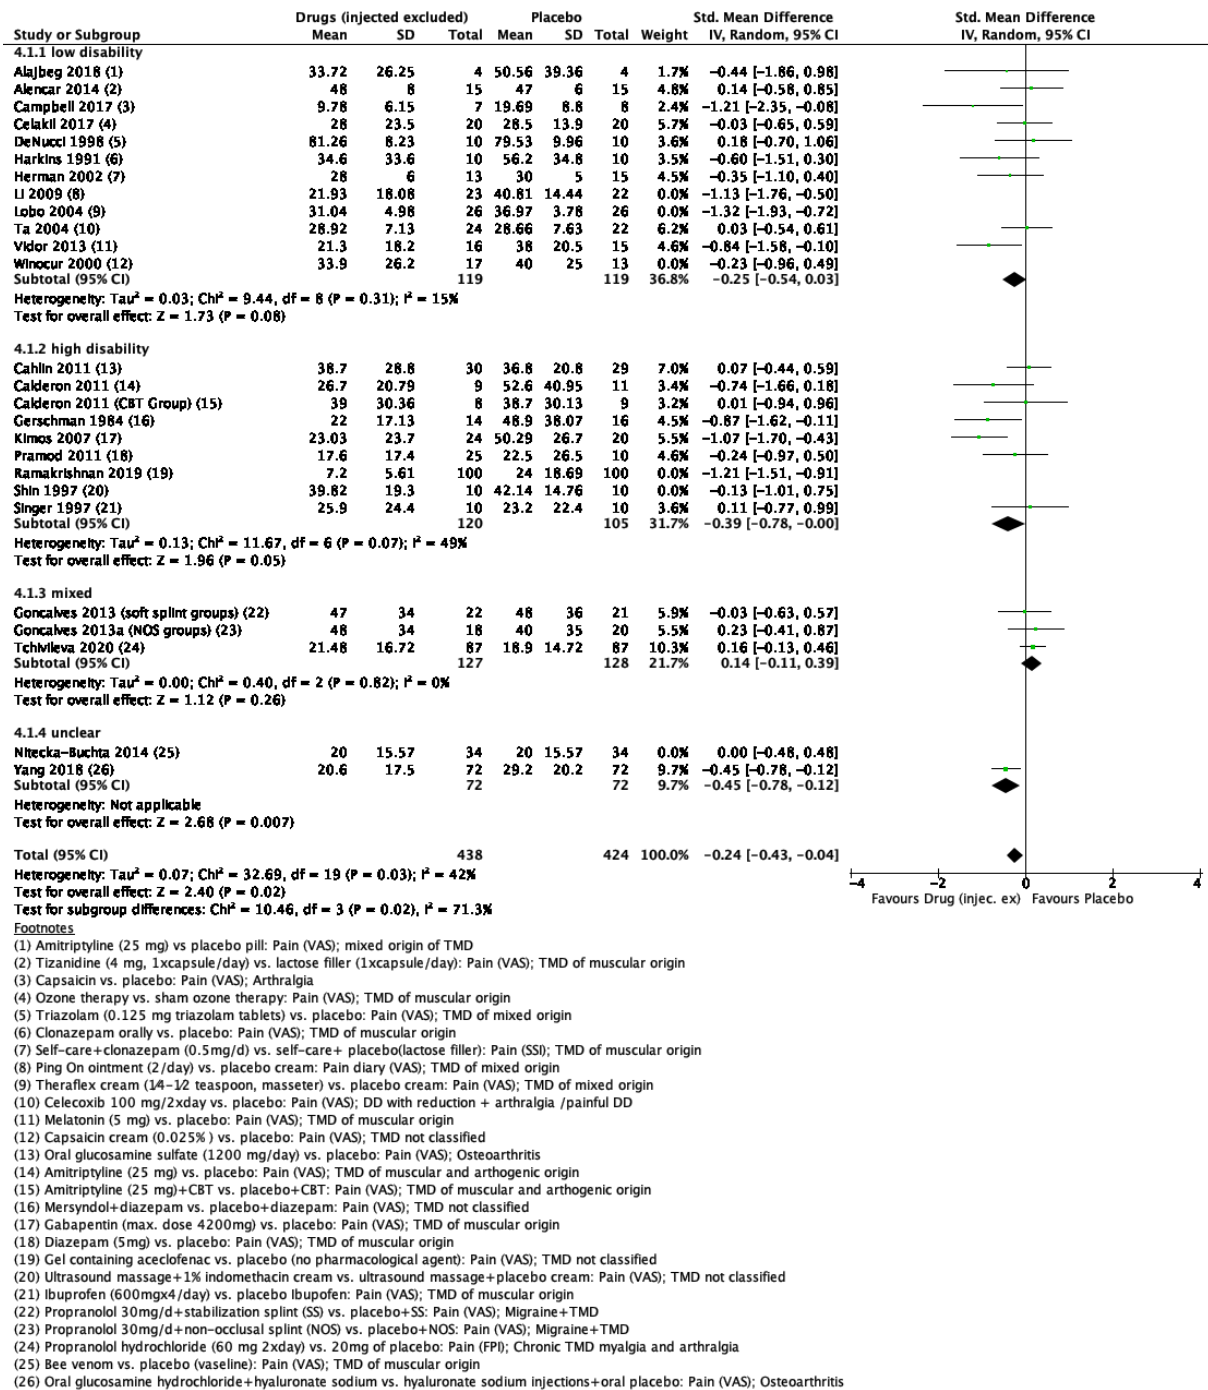 Drugs (injected excluded) Placebo Std. Mean Difference Std. Mean Difference
Study or Subgroup Mean SD Total Mean SD Total Weight IV, Random, 95% CI IV, Random, 95% CI
4.1.1 low disability
Alajbeg 2018 (1) 33.72 26.25 4 50.56 39.36 4 1.7% −0.44 [−1.86, 0.98]
Alencar 2014 (2) 48 8 15 47 6 15 4.8% 0.14 [−0.58, 0.85]
Campbell 2017 (3) 9.78 6.15 7 19.69 8.8 8 2.4% −1.21 [−2.35, −0.08]
Celakil 2017 (4) 28 23.5 20 28.5 13.9 20 5.7% −0.03 [−0.65, 0.59]
DeNucci 1998 (5) 81.26 8.23 10 79.53 9.96 10 3.6% 0.18 [−0.70, 1.06]
Harkins 1991 (6) 34.6 33.6 10 56.2 34.8 10 3.5% −0.60 [−1.51, 0.30]
Herman 2002 (7) 28 6 13 30 5 15 4.5% −0.35 [−1.10, 0.40]
Li 2009 (8) 21.93 18.08 23 40.81 14.44 22 0.0% −1.13 [−1.76, −0.50]
Lobo 2004 (9) 31.04 4.98 26 36.97 3.78 26 0.0% −1.32 [−1.93, −0.72]
Ta 2004 (10) 28.92 7.13 24 28.66 7.63 22 6.2% 0.03 [−0.54, 0.61]
Vidor 2013 (11) 21.3 18.2 16 38 20.5 15 4.6% −0.84 [−1.58, −0.10]
Winocur 2000 (12) 33.9 26.2 17 40 25 13 0.0% −0.23 [−0.96, 0.49]
Subtotal (95% CI) 119 119 36.8% −0.25 [−0.54, 0.03]
Heterogeneity: Tau² = 0.03; Chi² = 9.44, df = 8 (P = 0.31); I² = 15%
Test for overall effect: Z = 1.73 (P = 0.08)
4.1.2 high disability
Cahlin 2011 (13) 38.7 28.8 30 36.8 20.8 29 7.0% 0.07 [−0.44, 0.59]
Calderon 2011 (14) 26.7 20.79 9 52.6 40.95 11 3.4% −0.74 [−1.66, 0.18]
Calderon 2011 (CBT Group) (15) 39 30.36 8 38.7 30.13 9 3.2% 0.01 [−0.94, 0.96]
Gerschman 1984 (16) 22 17.13 14 48.9 38.07 16 4.5% −0.87 [−1.62, −0.11]
Kimos 2007 (17) 23.03 23.7 24 50.29 26.7 20 5.5% −1.07 [−1.70, −0.43]
Pramod 2011 (18) 17.6 17.4 25 22.5 26.5 10 4.6% −0.24 [−0.97, 0.50]
Ramakrishnan 2019 (19) 7.2 5.61 100 24 18.69 100 0.0% −1.21 [−1.51, −0.91]
Shin 1997 (20) 39.82 19.3 10 42.14 14.76 10 0.0% −0.13 [−1.01, 0.75]
Singer 1997 (21) 25.9 24.4 10 23.2 22.4 10 3.6% 0.11 [−0.77, 0.99]
Subtotal (95% CI) 120 105 31.7% −0.39 [−0.78, −0.00]
Heterogeneity: Tau² = 0.13; Chi² = 11.67, df = 6 (P = 0.07); I² = 49%
Test for overall effect: Z = 1.96 (P = 0.05)
4.1.3 mixed
Goncalves 2013 (soft splint groups) (22) 47 34 22 48 36 21 5.9% −0.03 [−0.63, 0.57]
Goncalves 2013a (NOS groups) (23) 48 34 18 40 35 20 5.5% 0.23 [−0.41, 0.87]
Tchivileva 2020 (24) 21.48 16.72 87 18.9 14.72 87 10.3% 0.16 [−0.13, 0.46]
Subtotal (95% CI) 127 128 21.7% 0.14 [−0.11, 0.39]
Heterogeneity: Tau² = 0.00; Chi² = 0.40, df = 2 (P = 0.82); I² = 0%
Test for overall effect: Z = 1.12 (P = 0.26)
4.1.4 unclear
Nitecka−Buchta 2014 (25) 20 15.57 34 20 15.57 34 0.0% 0.00 [−0.48, 0.48]
Yang 2018 (26) 20.6 17.5 72 29.2 20.2 72 9.7% −0.45 [−0.78, −0.12]
Subtotal (95% CI) 72 72 9.7% −0.45 [−0.78, −0.12]
Heterogeneity: Not applicable
Test for overall effect: Z = 2.68 (P = 0.007)
Total (95% CI) 438 424 100.0% −0.24 [−0.43, −0.04]
Heterogeneity: Tau² = 0.07; Chi² = 32.69, df = 19 (P = 0.03); I² = 42%
Test for overall effect: Z = 2.40 (P = 0.02)
Test for subgroup differences: Chi² = 10.46, df = 3 (P = 0.02), I² = 71.3%
−4 −2 0 2 4
Favours Drug (injec. ex) Favours Placebo
Footnotes
(1) Amitriptyline (25 mg) vs placebo pill: Pain (VAS); mixed origin of TMD
(2) Tizanidine (4 mg, 1xcapsule/day) vs. lactose filler (1xcapsule/day): Pain (VAS); TMD of muscular origin
(3) Capsaicin vs. placebo: Pain (VAS); Arthralgia
(4) Ozone therapy vs. sham ozone therapy: Pain (VAS); TMD of muscular origin
(5) Triazolam (0.125 mg triazolam tablets) vs. placebo: Pain (VAS); TMD of mixed origin
(6) Clonazepam orally vs. placebo: Pain (VAS); TMD of muscular origin
(7) Self−care+clonazepam (0.5mg/d) vs. self−care+ placebo(lactose filler): Pain (SSI); TMD of muscular origin
(8) Ping On ointment (2/day) vs. placebo cream: Pain diary (VAS); TMD of mixed origin
(9) Theraflex cream (1⁄4−1⁄2 teaspoon, masseter) vs. placebo cream: Pain (VAS); TMD of mixed origin
(10) Celecoxib 100 mg/2xday vs. placebo: Pain (VAS); DD with reduction + arthralgia /painful DD
(11) Melatonin (5 mg) vs. placebo: Pain (VAS); TMD of muscular origin
(12) Capsaicin cream (0.025% ) vs. placebo: Pain (VAS); TMD not classified
(13) Oral glucosamine sulfate (1200 mg/day) vs. placebo: Pain (VAS); Osteoarthritis
(14) Amitriptyline (25 mg) vs. placebo: Pain (VAS); TMD of muscular and arthogenic origin
(15) Amitriptyline (25 mg)+CBT vs. placebo+CBT: Pain (VAS); TMD of muscular and arthogenic origin
(16) Mersyndol+diazepam vs. placebo+diazepam: Pain (VAS); TMD not classified
(17) Gabapentin (max. dose 4200mg) vs. placebo: Pain (VAS); TMD of muscular origin
(18) Diazepam (5mg) vs. placebo: Pain (VAS); TMD of muscular origin
(19) Gel containing aceclofenac vs. placebo (no pharmacological agent): Pain (VAS); TMD not classified
(20) Ultrasound massage+1% indomethacin cream vs. ultrasound massage+placebo cream: Pain (VAS); TMD not classified
(21) Ibuprofen (600mgx4/day) vs. placebo Ibupofen: Pain (VAS); TMD of muscular origin
(22) Propranolol 30mg/d+stabilization splint (SS) vs. placebo+SS: Pain (VAS); Migraine+TMD
(23) Propranolol 30mg/d+non−occlusal splint (NOS) vs. placebo+NOS: Pain (VAS); Migraine+TMD
(24) Propranolol hydrochloride (60 mg 2xday) vs. 20mg of placebo: Pain (FPI); Chronic TMD myalgia and arthralgia
(25) Bee venom vs. placebo (vaseline): Pain (VAS); TMD of muscular origin
(26) Oral glucosamine hydrochloride+hyaluronate sodium vs. hyaluronate sodium injections+oral placebo: Pain (VAS); Osteoarthritis